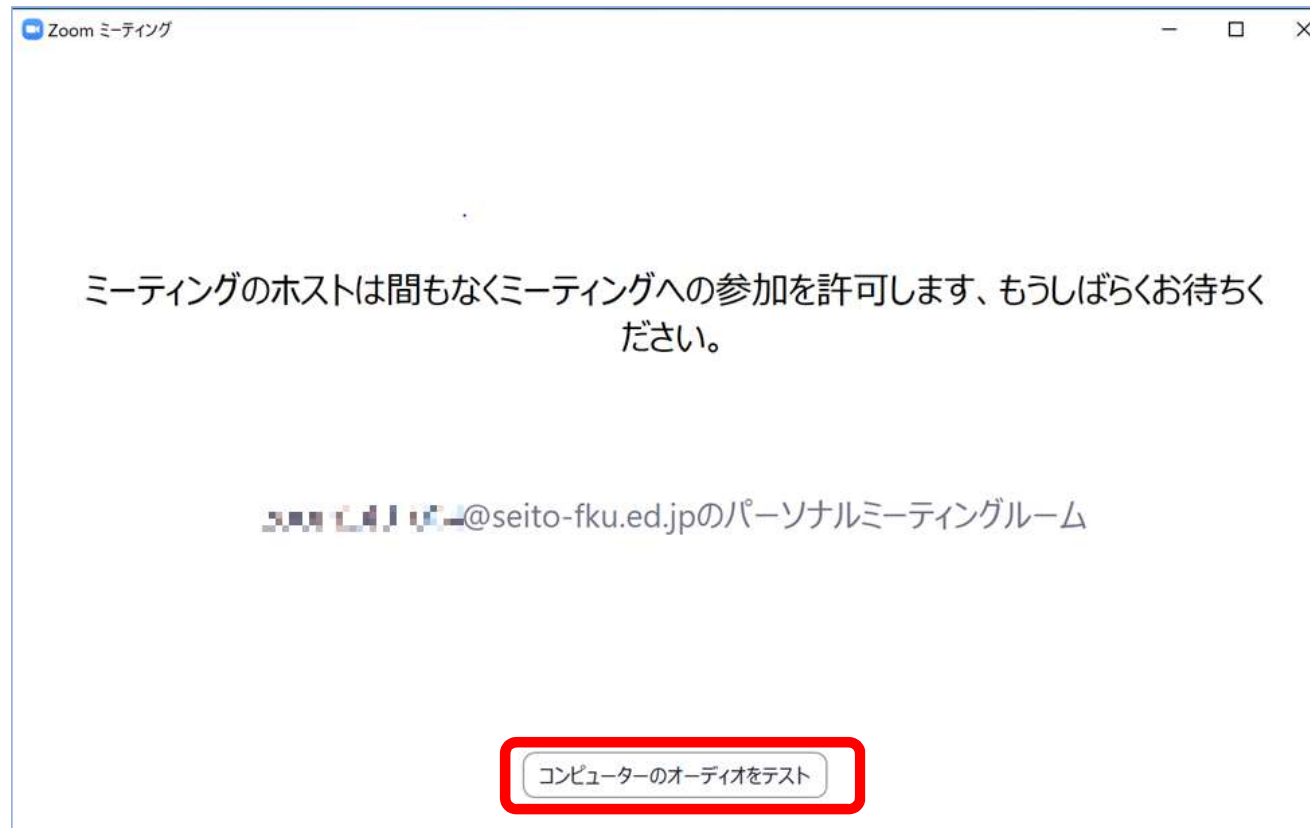 Zoom ミーティング
ミーティングのホストは間もなくミーティングへの参加を許可します、もうしばらくお待ちく
ださい。
@seito-fku.ed.jpのパーソナルミーティングルーム
コンピューターのオーディオをテスト